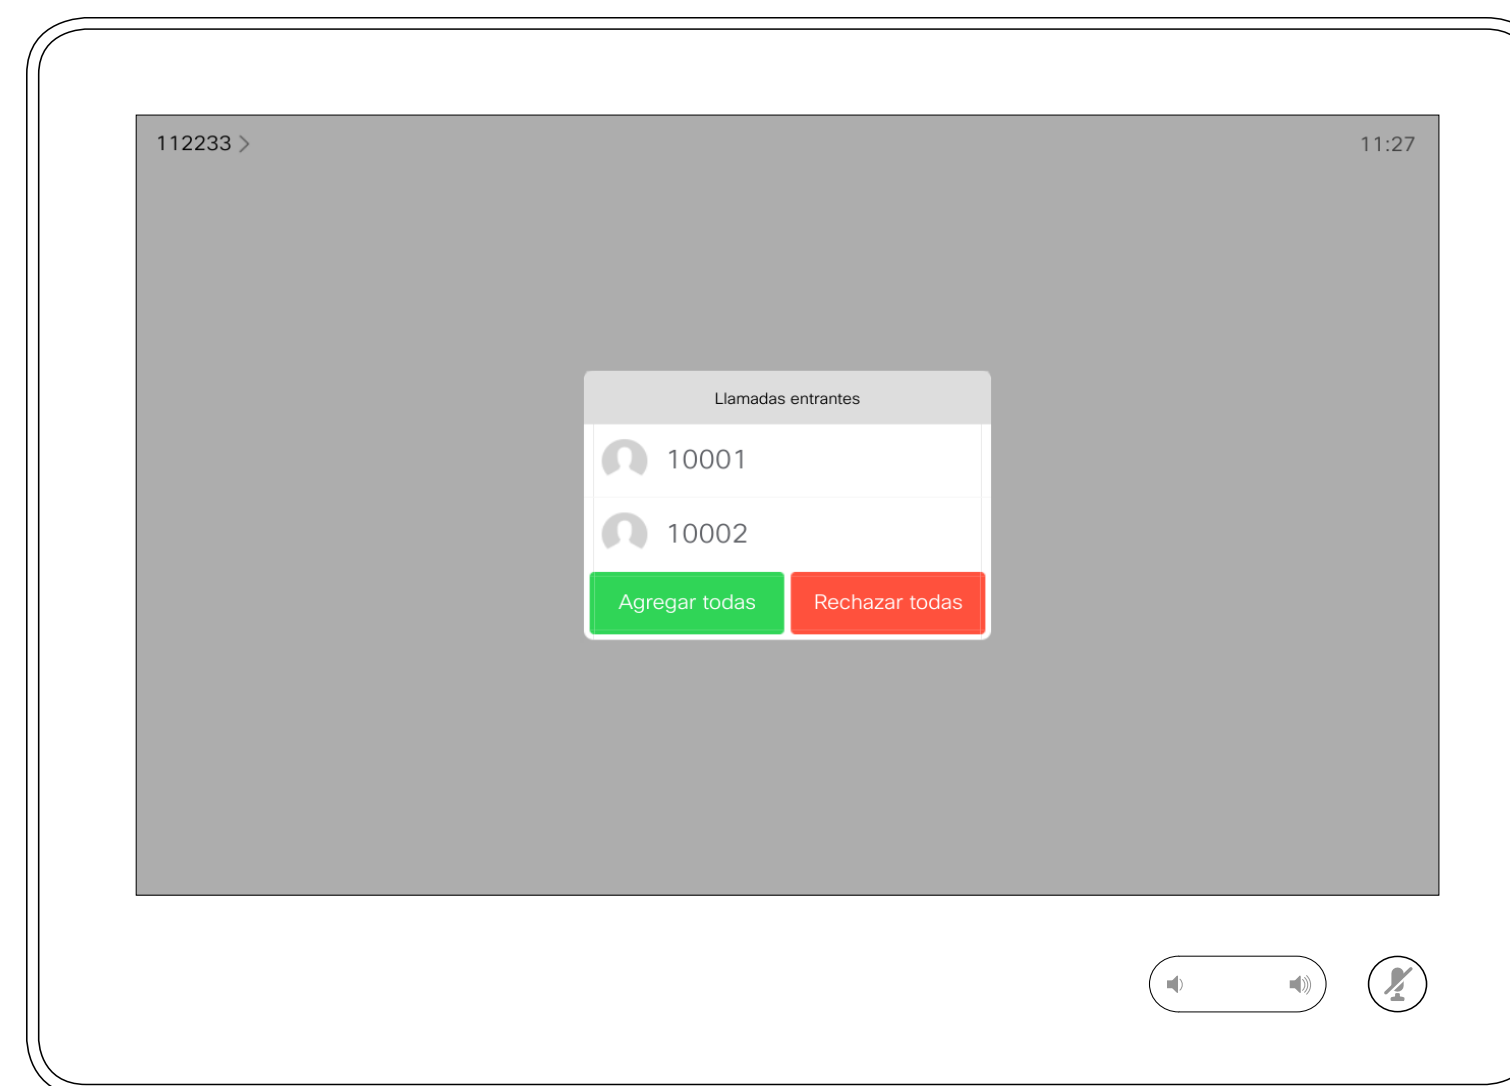 112233 >
11:27
Llamadas entrantes
10001
10002
Agregar todas
Rechazar todas